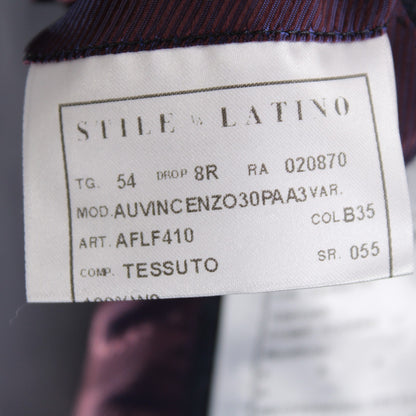 STILE LATINO
TG. 54 DROP 8R RA 020870
MOD. AUVINCENZO30PAA3 VAR.
ART. AFLF410 COL B35
COMP. TESSUTO SR. 055